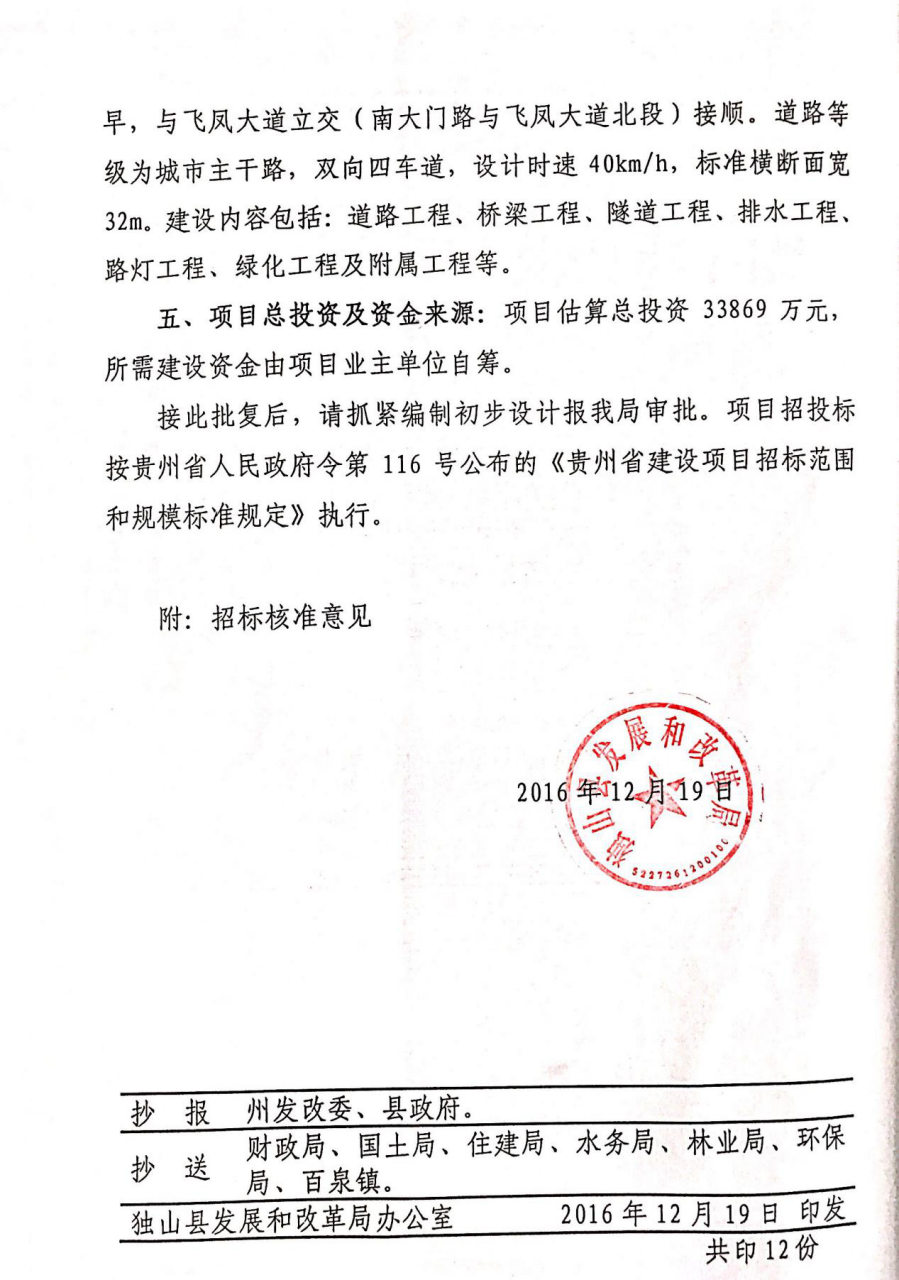 早，与飞凤大道立交（南大门路与飞凤大道北段）接顺。道路等
级为城市主干路，双向四车道，设计时速 40km/h，标准横断面宽
32m。建设内容包括：道路工程、桥梁工程、隧道工程、排水工程、
路灯工程、绿化工程及附属工程等。
五、项目总投资及资金来源：项目估算总投资 33869 万元，
所需建设资金由项目业主单位自筹。
接此批复后，请抓紧编制初步设计报我局审批。项目招投标
按贵州省人民政府令第 116 号公布的《贵州省建设项目招标范围
和规模标准规定》执行。
附：招标核准意见
独山县发展和改革局
2016 年 12 月 19 日
5227261200100
抄 报 州发改委、县政府。
抄 送 财政局、国土局、住建局、水务局、林业局、环保
局、百泉镇。
独山县发展和改革局办公室 2016 年 12 月 19 日 印发
共印 12 份